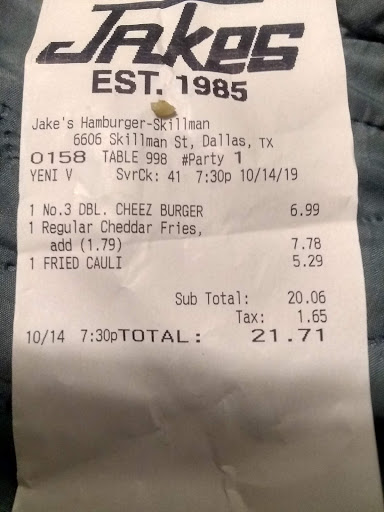 Jakes
EST. 1985
Jake's Hamburger-Skillman
6606 Skillman St, Dallas, TX
0158 TABLE 998 #Party 1
YENI V SvrCk: 41 7:30p 10/14/19
1 No.3 DBL. CHEEZ BURGER 6.99
1 Regular Cheddar Fries,
add (1.79) 7.78
1 FRIED CAULI 5.29
Sub Total: 20.06
Tax: 1.65
10/14 7:30pTOTAL: 21.71